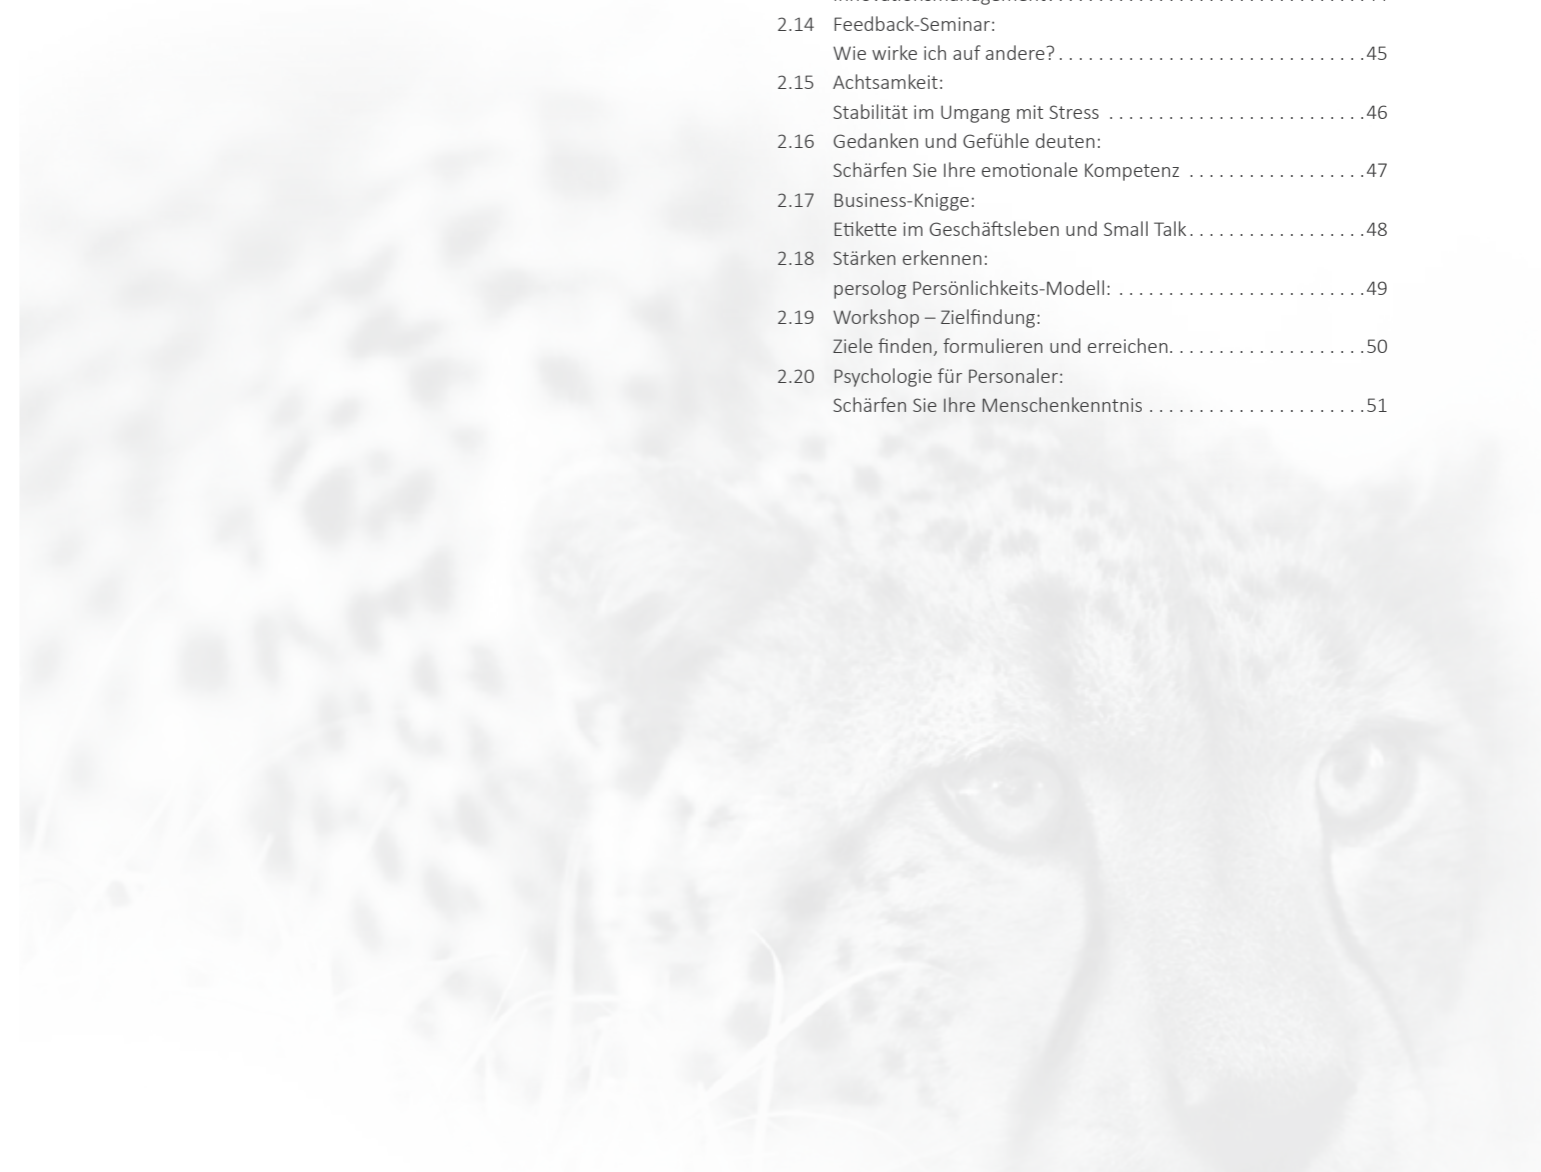 2.14 Feedback-Seminar:
Wie wirke ich auf andere? . . . . . . . . . . . . . . . . . . . . . . . . . . . . . . .45
2.15 Achtsamkeit:
Stabilität im Umgang mit Stress . . . . . . . . . . . . . . . . . . . . . . . . . .46
2.16 Gedanken und Gefühle deuten:
Schärfen Sie Ihre emotionale Kompetenz . . . . . . . . . . . . . . . . . .47
2.17 Business-Knigge:
Etikette im Geschäftsleben und Small Talk. . . . . . . . . . . . . . . . . .48
2.18 Stärken erkennen:
persolog Persönlichkeits-Modell: . . . . . . . . . . . . . . . . . . . . . . . . .49
2.19 Workshop – Zielfindung:
Ziele finden, formulieren und erreichen. . . . . . . . . . . . . . . . . . . .50
2.20 Psychologie für Personaler:
Schärfen Sie Ihre Menschenkenntnis . . . . . . . . . . . . . . . . . . . . . .51